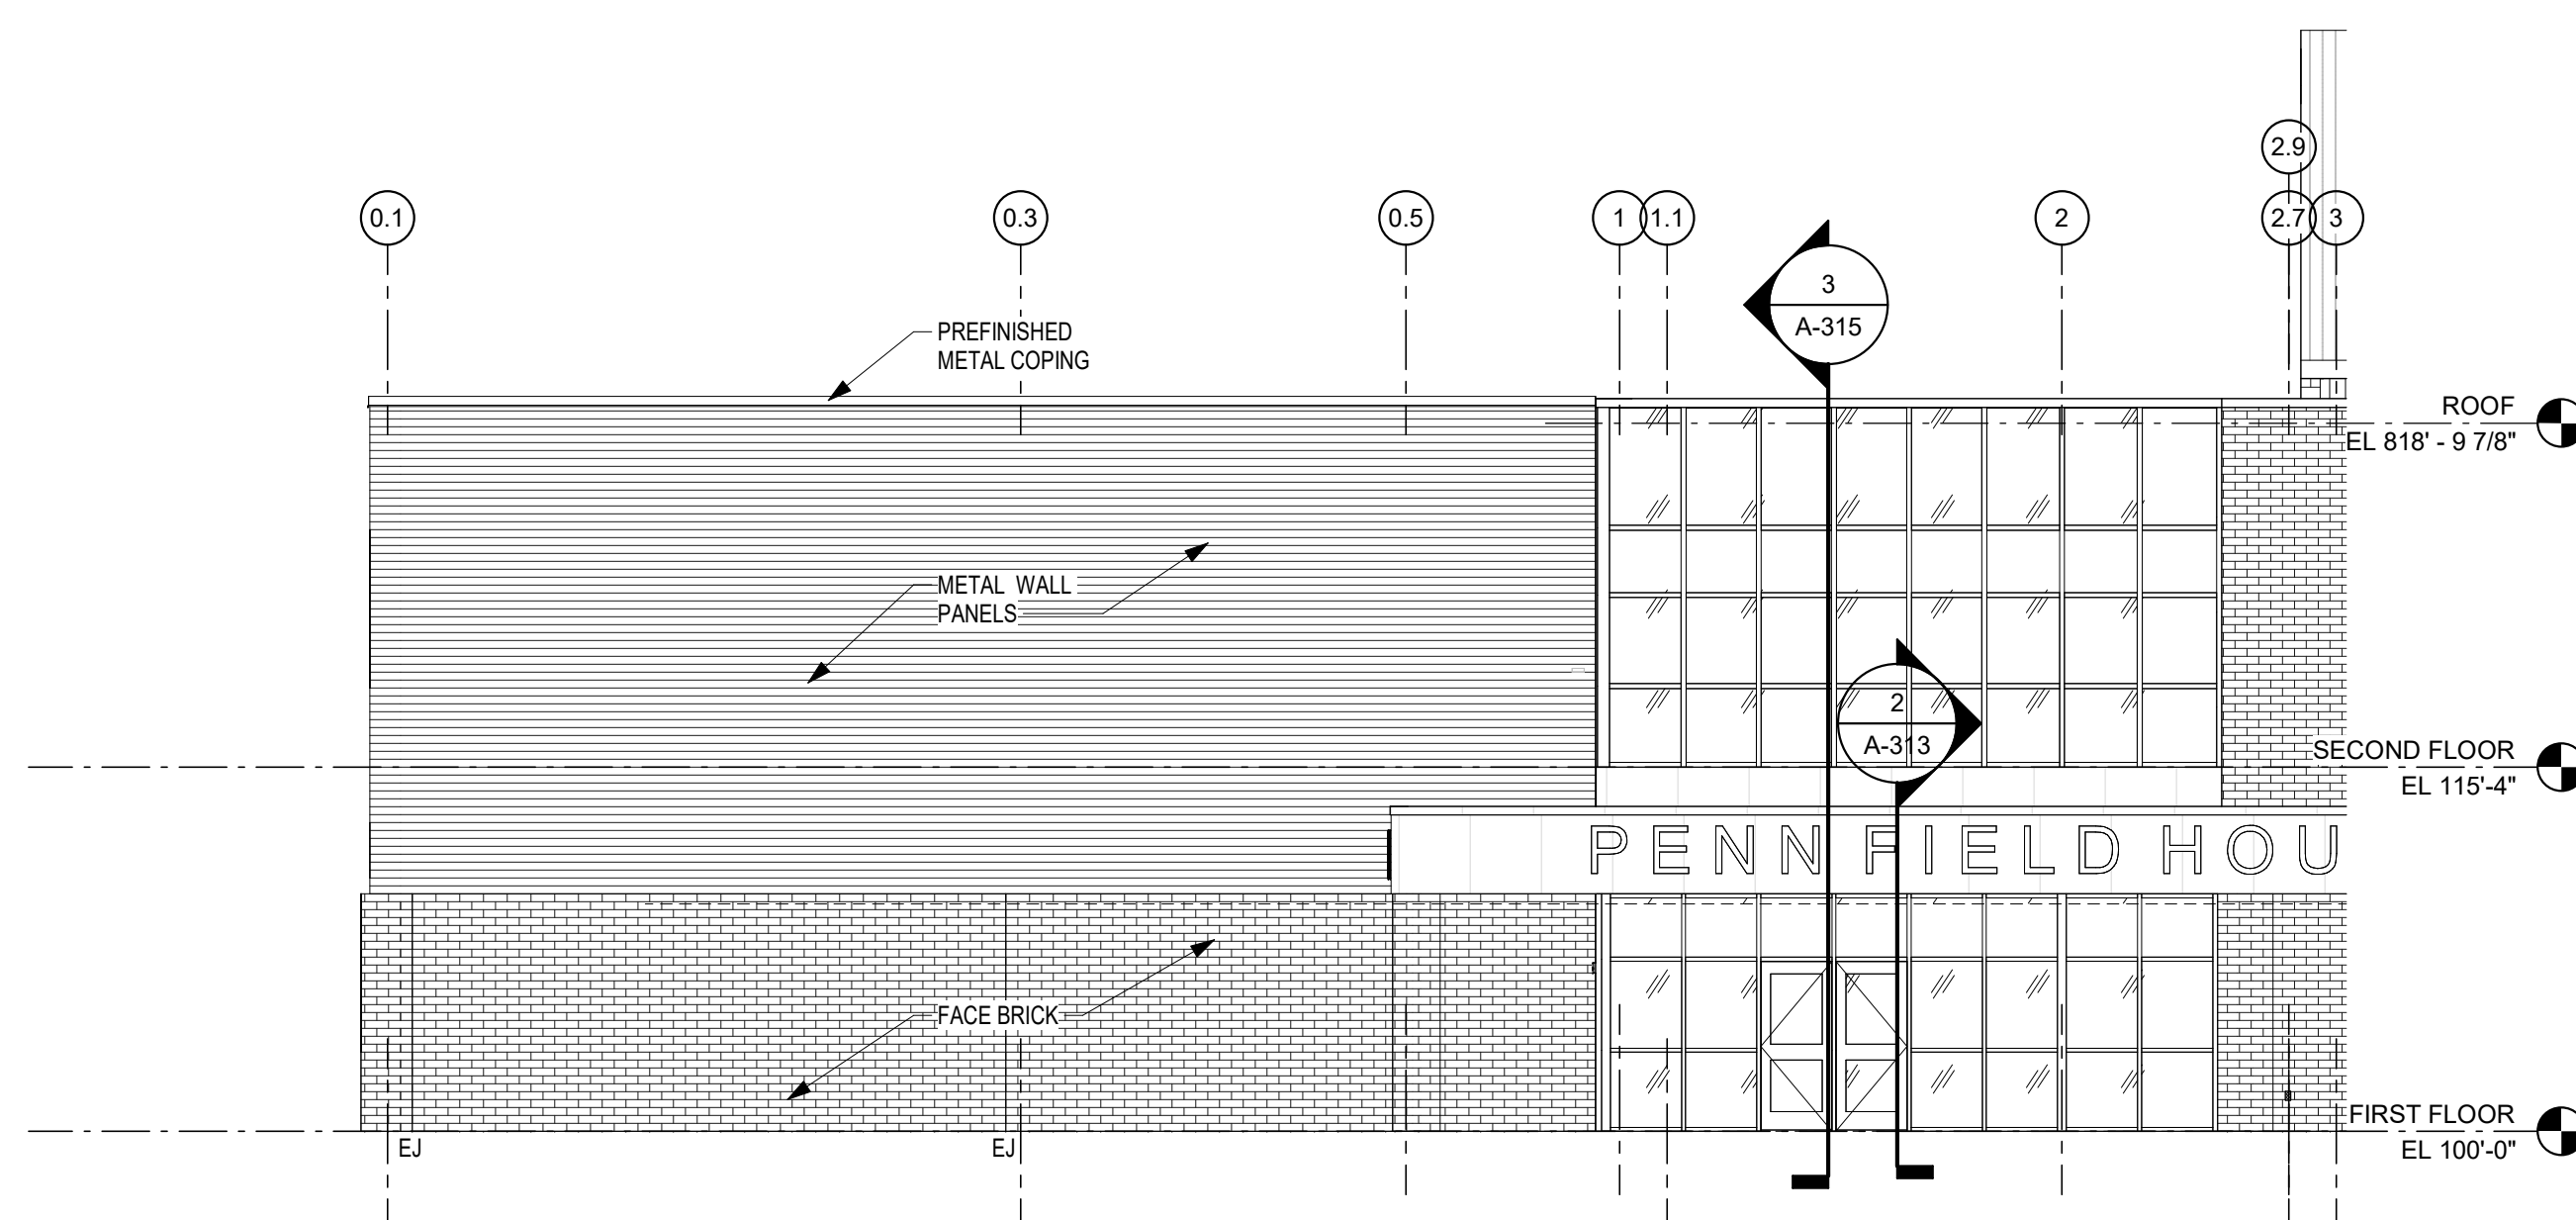 2.9
0.1
0.3
0.5
1
1.1
2
2.7
3
3
A-315
PREFINISHED
METAL COPING
ROOF
EL 818' - 9 7/8"
METAL WALL
PANELS
2
A-313
SECOND FLOOR
EL 115'-4"
PENN FIELD HOU
FACE BRICK
FIRST FLOOR
EL 100'-0"
EJ
EJ